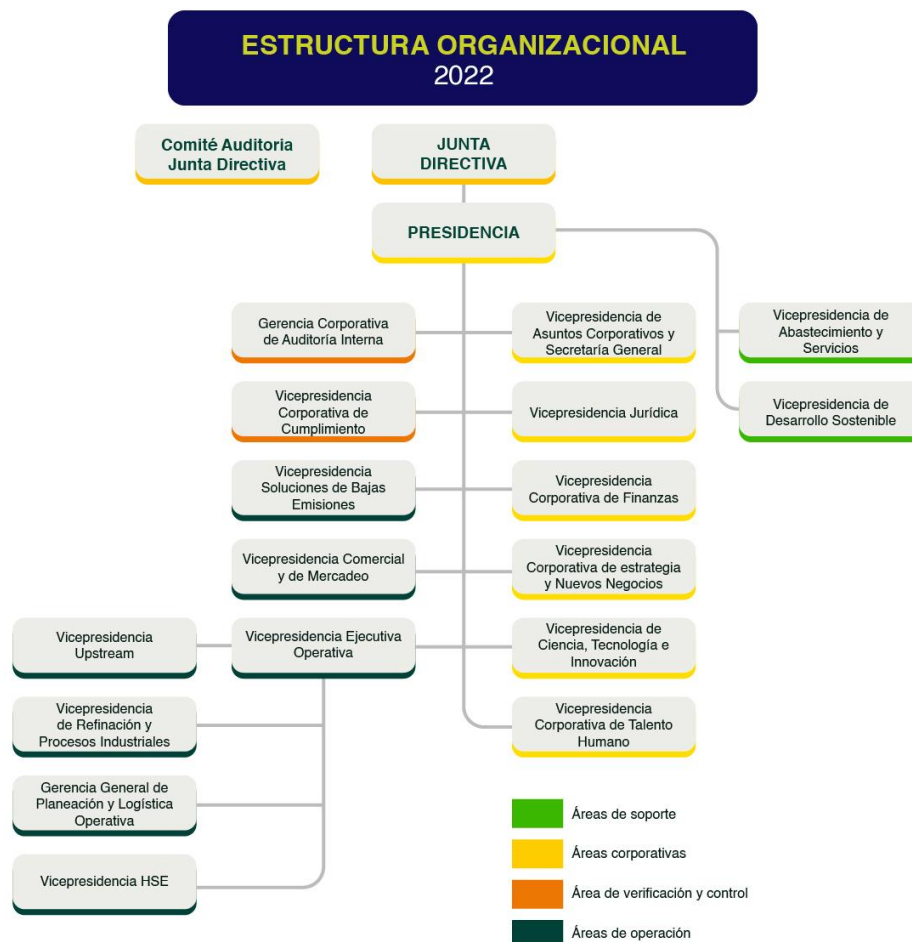 ESTRUCTURA ORGANIZACIONAL
2022
Comité Auditoria
Junta Directiva
JUNTA
DIRECTIVA
PRESIDENCIA
Gerencia Corporativa
de Auditoría Interna
Vicepresidencia de
Asuntos Corporativos y
Secretaría General
Vicepresidencia de
Abastecimiento y
Servicios
Vicepresidencia
Corporativa de
Cumplimiento
Vicepresidencia Jurídica
Vicepresidencia de
Desarrollo Sostenible
Vicepresidencia
Soluciones de Bajas
Emisiones
Vicepresidencia
Corporativa de Finanzas
Vicepresidencia Comercial
y de Mercadeo
Vicepresidencia
Corporativa de estrategia
y Nuevos Negocios
Vicepresidencia
Upstream
Vicepresidencia Ejecutiva
Operativa
Vicepresidencia de
Ciencia, Tecnología e
Innovación
Vicepresidencia
de Refinación y
Procesos Industriales
Vicepresidencia
Corporativa de Talento
Humano
Gerencia General de
Planeación y Logística
Operativa
Vicepresidencia HSE
Áreas de soporte
Áreas corporativas
Área de verificación y control
Áreas de operación